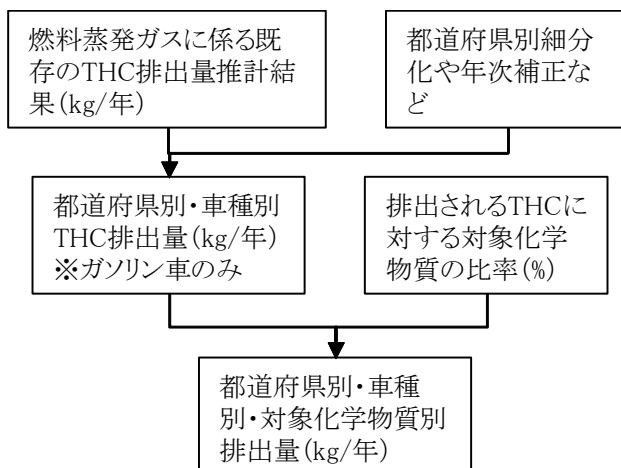 燃料蒸発ガスに係る既
存のTHC排出量推計結
果(kg/年)
都道府県別細分
化や年次補正な
ど
都道府県別・車種別
THC排出量(kg/年)
※ガソリン車のみ
排出されるTHCに
対する対象化学
物質の比率(%)
都道府県別・車種
別・対象化学物質別
排出量(kg/年)